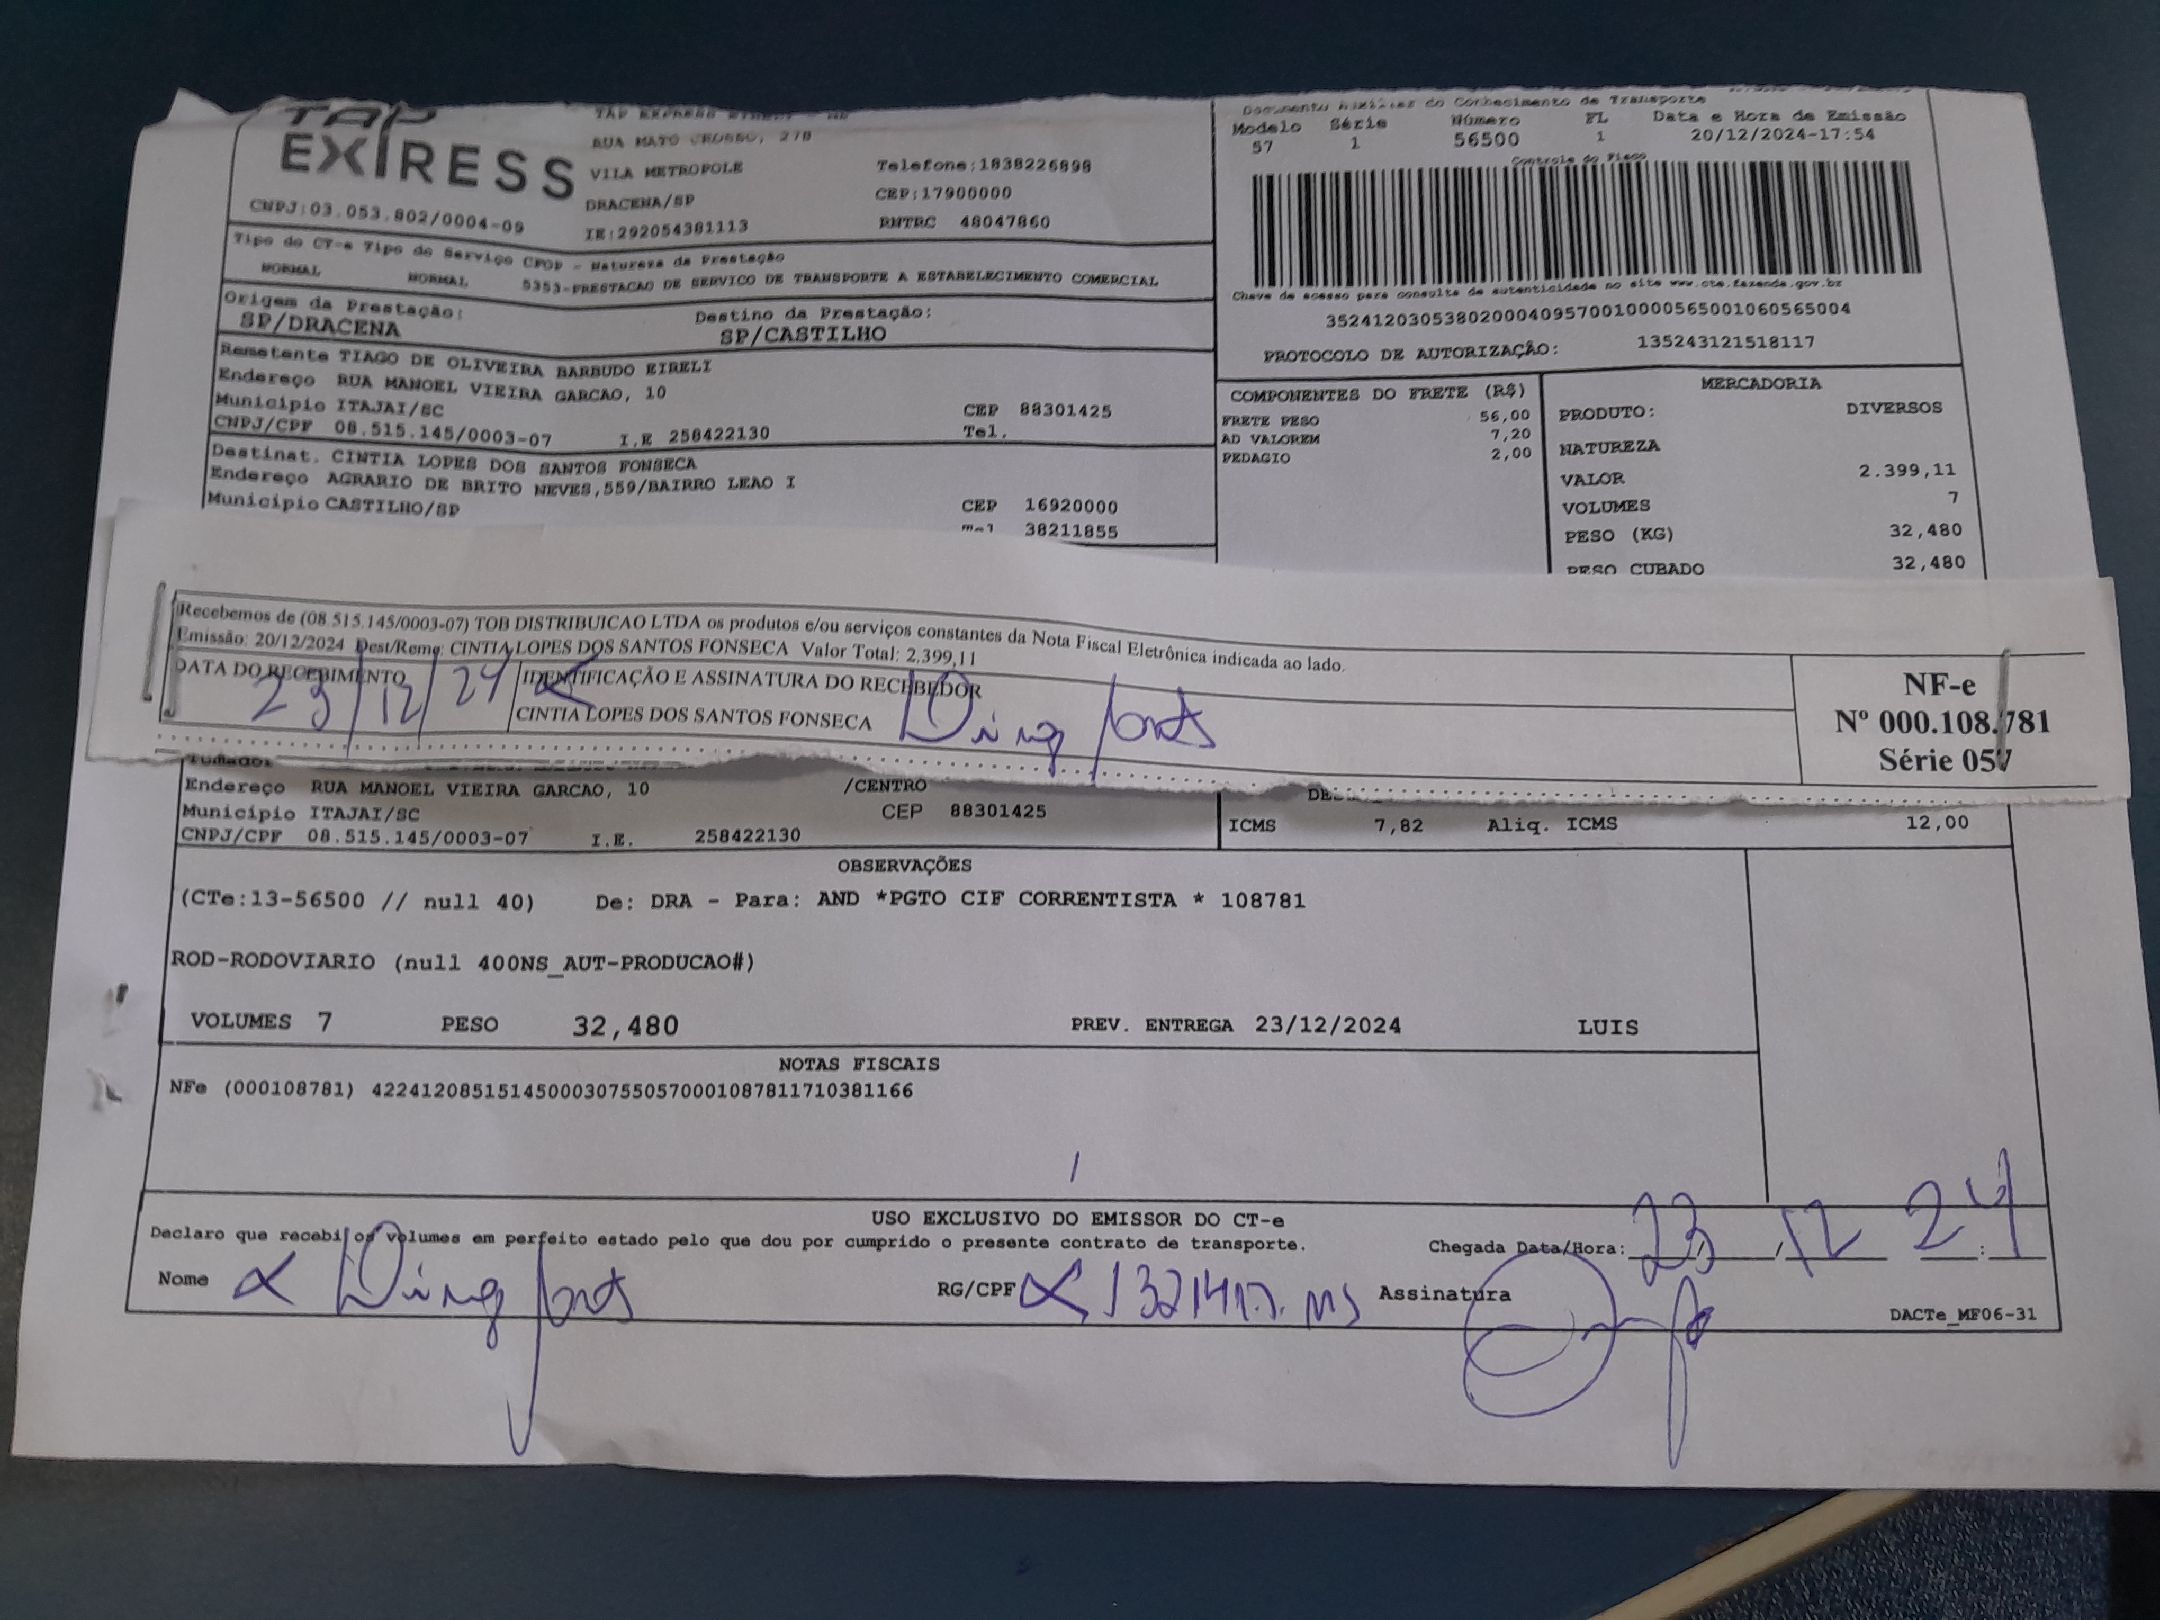 TAP
EXPRESS
CNPJ:03.053.802/0004-09
TAP EXPRESS EIRELI - ME
RUA MATO GROSSO, 278
VILA METROPOLE
Telefone:1838226898
DRACENA/SP
CEP:17900000
IE:292054381113
RNTRC 48047860
Documento Auxiliar do Conhecimento de Transporte
Modelo Série Número FL Data e Hora de Emissão
57 1 56500 1 20/12/2024-17:54
Controle do Fisco
Chave de acesso para consulta de autenticidade no site www.cte.fazenda.gov.br
35241203053802000409570010000565001060565004
PROTOCOLO DE AUTORIZAÇÃO: 135243121518117
Tipo do CT-e Tipo do Serviço CFOP - Natureza da Prestação
NORMAL NORMAL 5353-PRESTACAO DE SERVICO DE TRANSPORTE A ESTABELECIMENTO COMERCIAL
Origem da Prestação: Destino da Prestação:
SP/DRACENA SP/CASTILHO
Remetente TIAGO DE OLIVEIRA BARBUDO EIRELI
Endereço RUA MANOEL VIEIRA GARCAO, 10
Municipio ITAJAI/SC CEP 88301425
CNPJ/CPF 08.515.145/0003-07 I.E 258422130 Tel.
Destinat. CINTIA LOPES DOS SANTOS FONSECA
Endereço AGRARIO DE BRITO NEVES,559/BAIRRO LEAO I
Municipio CASTILHO/SP CEP 16920000
38211855
COMPONENTES DO FRETE (R$)
FRETE PESO 56,00
AD VALOREM 7,20
PEDAGIO 2,00
MERCADORIA
PRODUTO: DIVERSOS
NATUREZA
VALOR 2.399,11
VOLUMES 7
PESO (KG) 32,480
PESO CUBADO 32,480
Recebemos de (08.515.145/0003-07) TOB DISTRIBUICAO LTDA os produtos e/ou serviços constantes da Nota Fiscal Eletrônica indicada ao lado.
Emissão: 20/12/2024 Dest/Reme: CINTIA LOPES DOS SANTOS FONSECA Valor Total: 2.399,11
DATA DO RECEBIMENTO IDENTIFICAÇÃO E ASSINATURA DO RECEBEDOR
23/12/24 CINTIA LOPES DOS SANTOS FONSECA
NF-e
Nº 000.108.781
Série 057
Tomador
Endereço RUA MANOEL VIEIRA GARCAO, 10 /CENTRO
Municipio ITAJAI/SC CEP 88301425
CNPJ/CPF 08.515.145/0003-07 I.E. 258422130
ICMS 7,82 Aliq. ICMS 12,00
OBSERVAÇÕES
(CTe:13-56500 // null 40) De: DRA - Para: AND *PGTO CIF CORRENTISTA * 108781
ROD-RODOVIARIO (null 400NS_AUT-PRODUCAO#)
VOLUMES 7 PESO 32,480 PREV. ENTREGA 23/12/2024 LUIS
NOTAS FISCAIS
NFe (000108781) 42241208515145000307550570001087811710381166
USO EXCLUSIVO DO EMISSOR DO CT-e
Declaro que recebi os volumes em perfeito estado pelo que dou por cumprido o presente contrato de transporte.
Chegada Data/Hora: 23/12 24
Nome RG/CPF Assinatura
DACTe_MF06-31